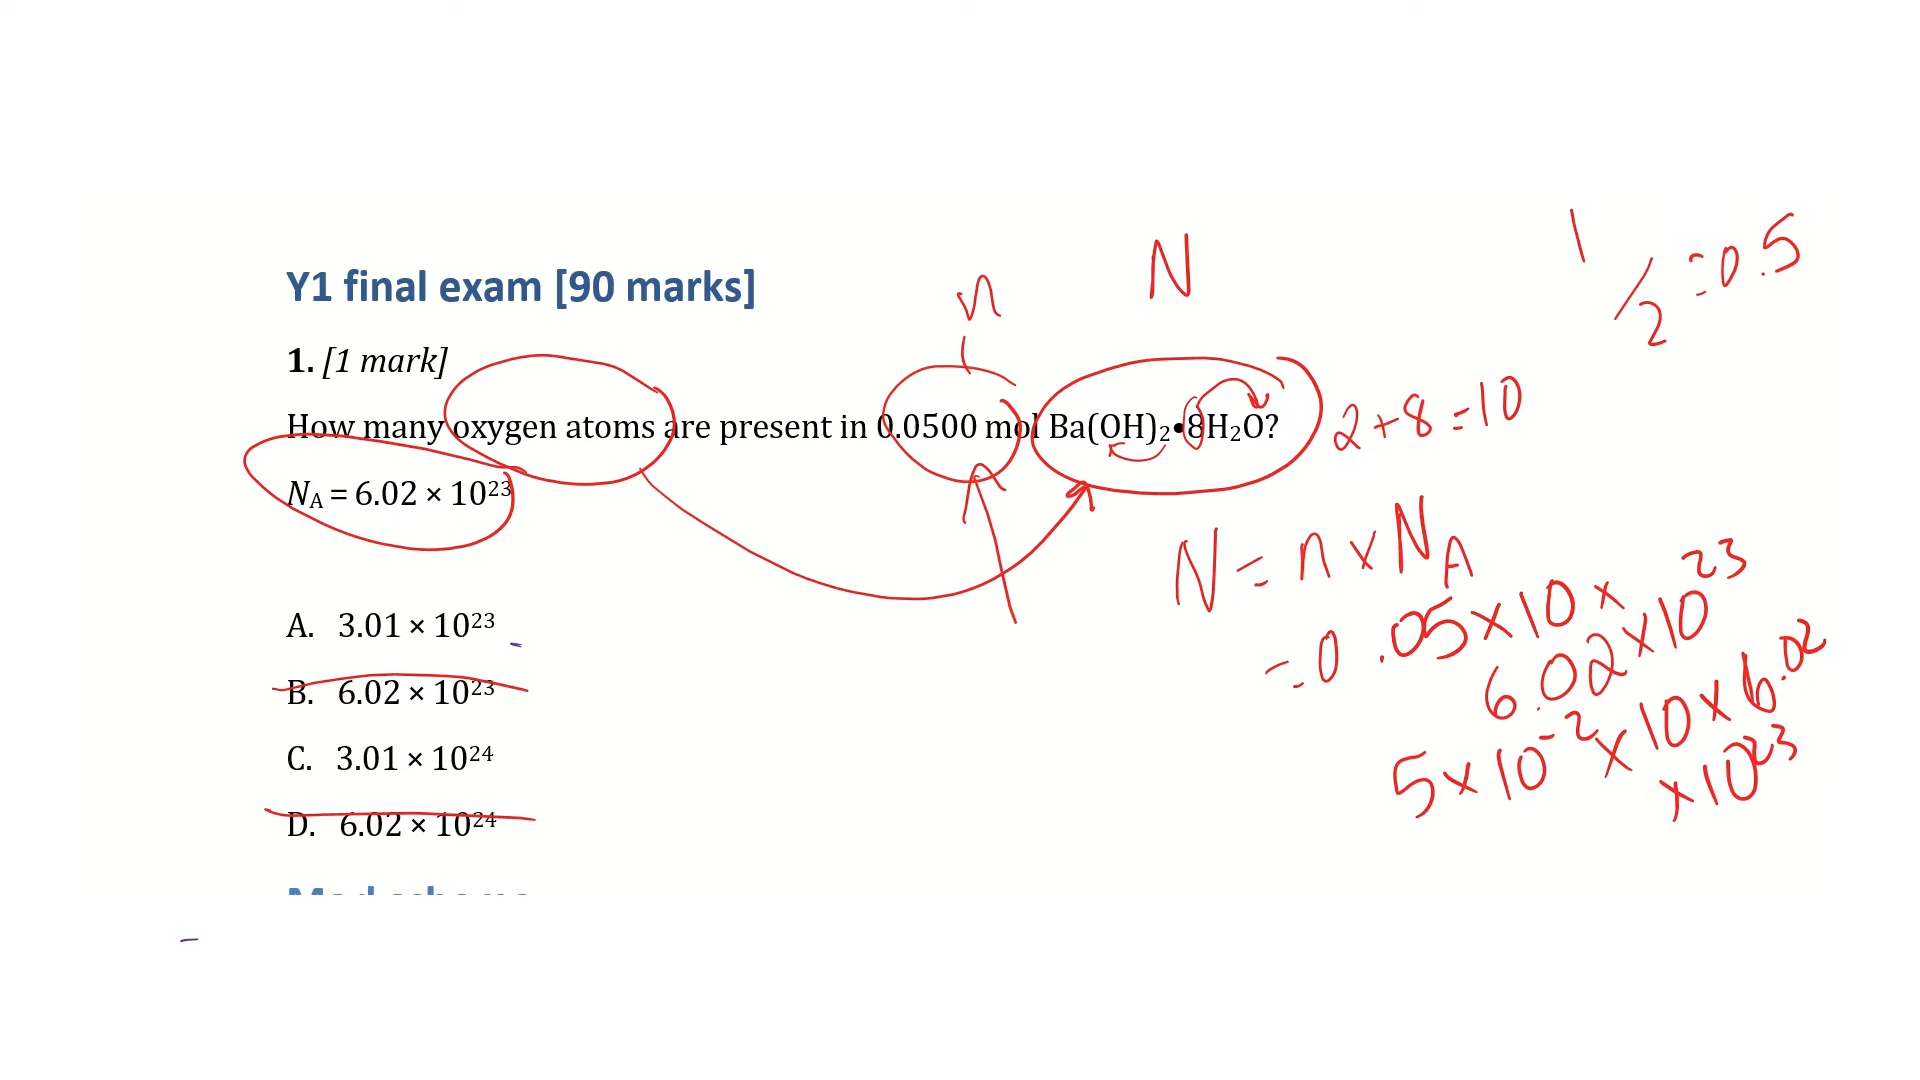 Y1 final exam [90 marks]
n
N
1/2 = 0.5
1. [1 mark]
How many oxygen atoms are present in 0.0500 mol Ba(OH)₂•8H₂O?
2+8=10
N_A = 6.02 × 10²³
N = n × N_A
= 0.05 × 10 ×
6.02 × 10²³
5 × 10⁻² × 10 × 6.02
× 10²³
A. 3.01 × 10²³
B. 6.02 × 10²³
C. 3.01 × 10²⁴
D. 6.02 × 10²⁴